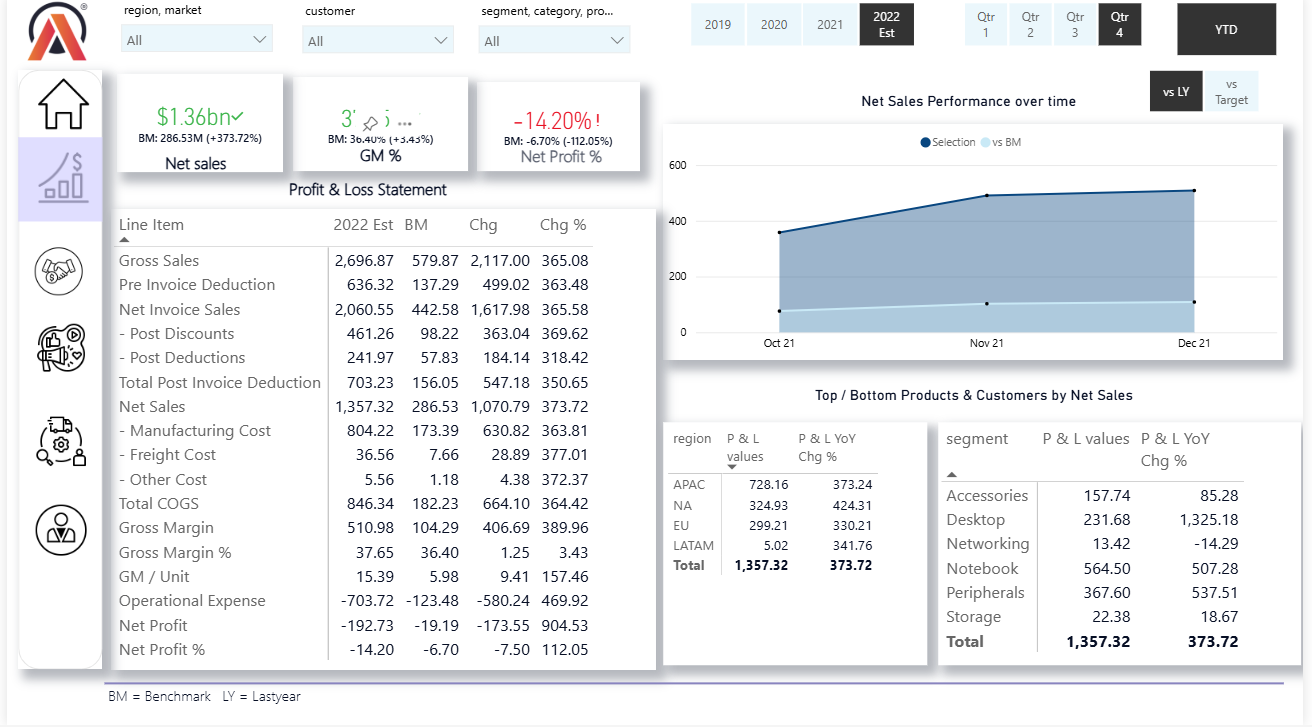 region, market
customer
segment, category, pro...
All
All
All
2019
2020
2021
2022
Est
Qtr
1
Qtr
2
Qtr
3
Qtr
4
YTD
vs LY
vs
Target
$1.36bn
BM: 286.53M (+373.72%)
Net sales
BM: 36.40% (+3.43%)
GM %
-14.20%!
BM: -6.70% (-112.05%)
Net Profit %
Profit & Loss Statement
Line Item 2022 Est BM Chg Chg %
Gross Sales 2,696.87 579.87 2,117.00 365.08
Pre Invoice Deduction 636.32 137.29 499.02 363.48
Net Invoice Sales 2,060.55 442.58 1,617.98 365.58
- Post Discounts 461.26 98.22 363.04 369.62
- Post Deductions 241.97 57.83 184.14 318.42
Total Post Invoice Deduction 703.23 156.05 547.18 350.65
Net Sales 1,357.32 286.53 1,070.79 373.72
- Manufacturing Cost 804.22 173.39 630.82 363.81
- Freight Cost 36.56 7.66 28.89 377.01
- Other Cost 5.56 1.18 4.38 372.37
Total COGS 846.34 182.23 664.10 364.42
Gross Margin 510.98 104.29 406.69 389.96
Gross Margin % 37.65 36.40 1.25 3.43
GM / Unit 15.39 5.98 9.41 157.46
Operational Expense -703.72 -123.48 -580.24 469.92
Net Profit -192.73 -19.19 -173.55 904.53
Net Profit % -14.20 -6.70 -7.50 112.05
Net Sales Performance over time
Selection vs BM
600
400
200
0
Oct 21 Nov 21 Dec 21
Top / Bottom Products & Customers by Net Sales
region P & L values P & L YoY Chg %
APAC 728.16 373.24
NA 324.93 424.31
EU 299.21 330.21
LATAM 5.02 341.76
Total 1,357.32 373.72
segment P & L values P & L YoY
Chg %
Accessories 157.74 85.28
Desktop 231.68 1,325.18
Networking 13.42 -14.29
Notebook 564.50 507.28
Peripherals 367.60 537.51
Storage 22.38 18.67
Total 1,357.32 373.72
BM = Benchmark LY = Lastyear